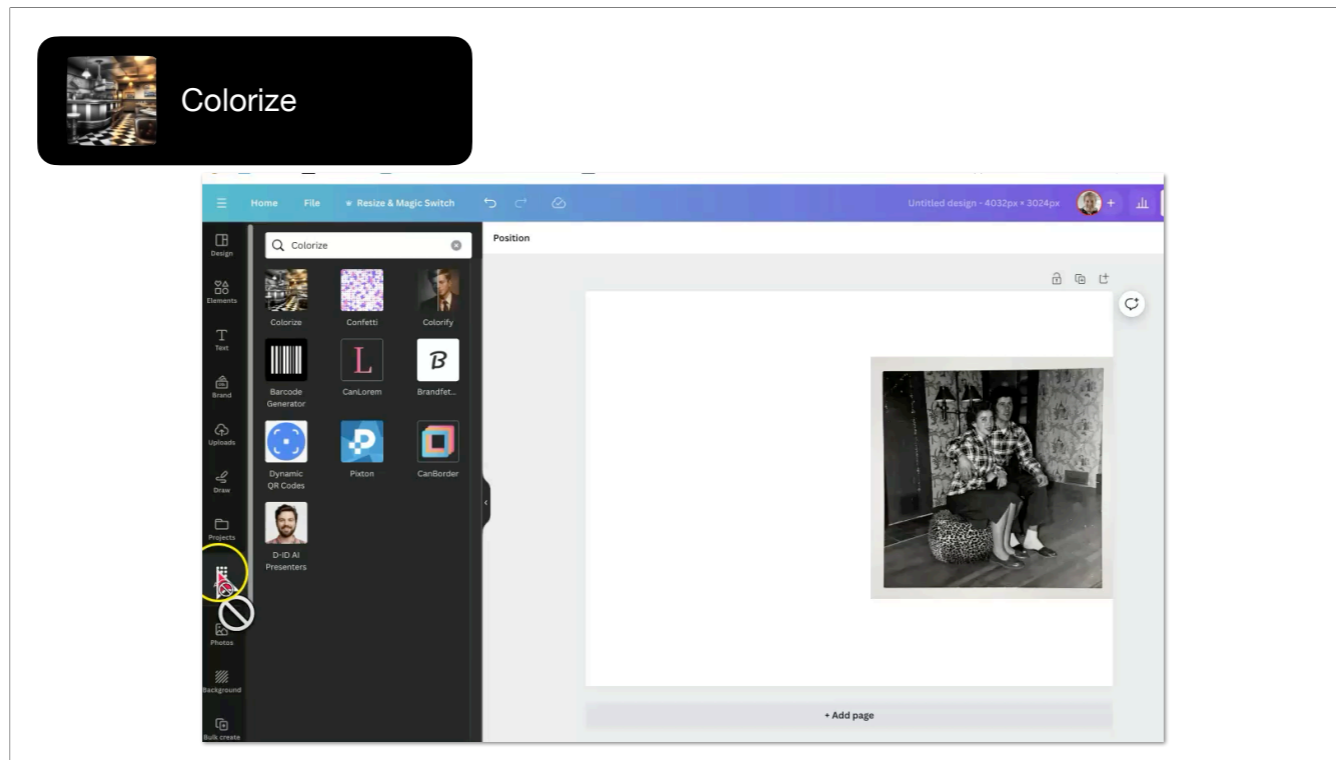 Colorize
Home File Resize & Magic Switch
Untitled design - 4032px × 3024px
+
Design
Elements
Text
Brand
Uploads
Draw
Projects
Photos
Background
Bulk create
Colorize
Position
Colorize Confetti Colorify
Barcode CanLorem Brandfet...
Generator
Dynamic Pixton CanBorder
QR Codes
D-ID AI
Presenters
+ Add page